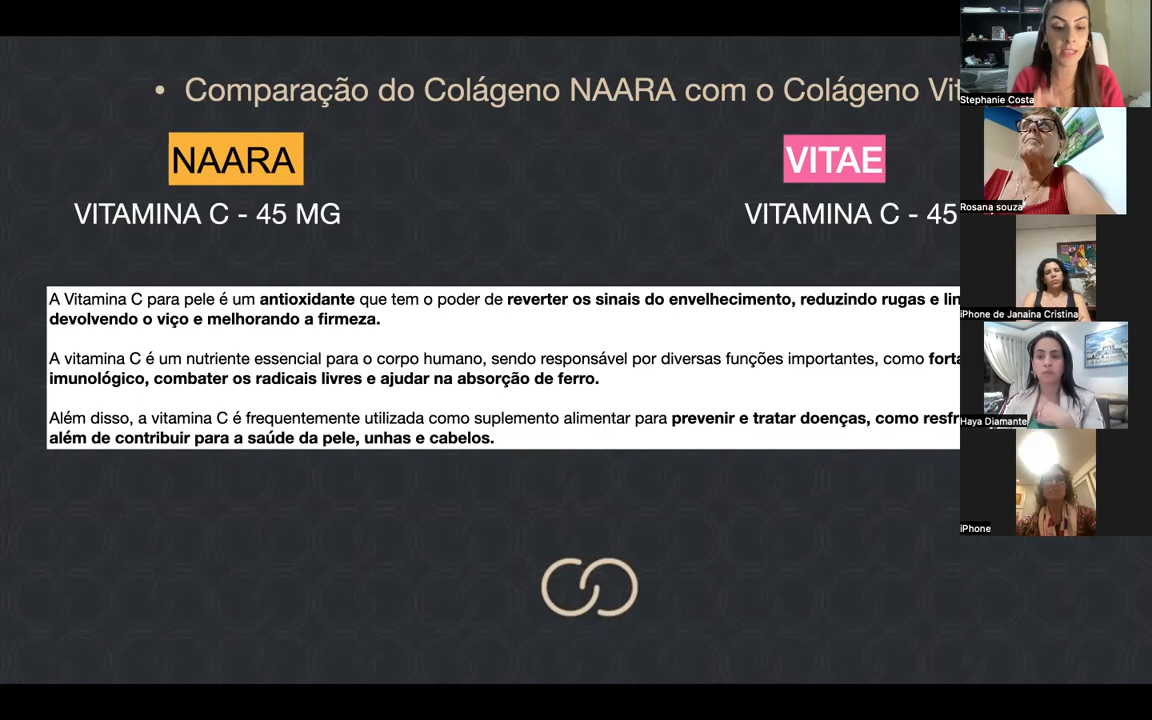 • Comparação do Colágeno NAARA com o Colágeno
NAARA
VITAE
VITAMINA C - 45 MG
VITAMINA C - 45
A Vitamina C para pele é um antioxidante que tem o poder de reverter os sinais do envelhecimento, reduzindo rugas e
devolvendo o viço e melhorando a firmeza.
A vitamina C é um nutriente essencial para o corpo humano, sendo responsável por diversas funções importantes, como
imunológico, combater os radicais livres e ajudar na absorção de ferro.
Além disso, a vitamina C é frequentemente utilizada como suplemento alimentar para prevenir e tratar doenças, como
além de contribuir para a saúde da pele, unhas e cabelos.
Stephanie Costa
Rosana souza
iPhone de Janaina Cristina
Haya Diamante
iPhone